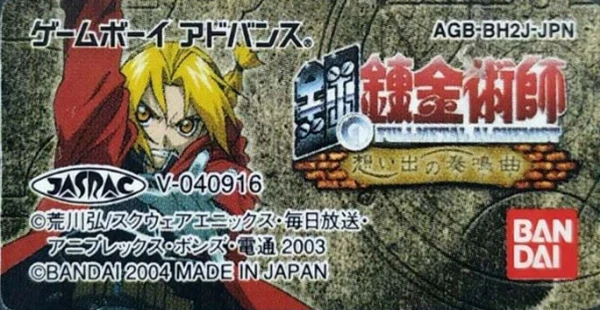 ゲームボーイ アドバンス®
AGB-BH2J-JPN
鋼の錬金術師
FULLMETAL ALCHEMIST
想い出の奏鳴曲
JASRAC V-040916
©荒川弘/スクウェアエニックス・毎日放送・
アニプレックス・ボンズ・電通 2003
©BANDAI 2004 MADE IN JAPAN
BAN
DAI